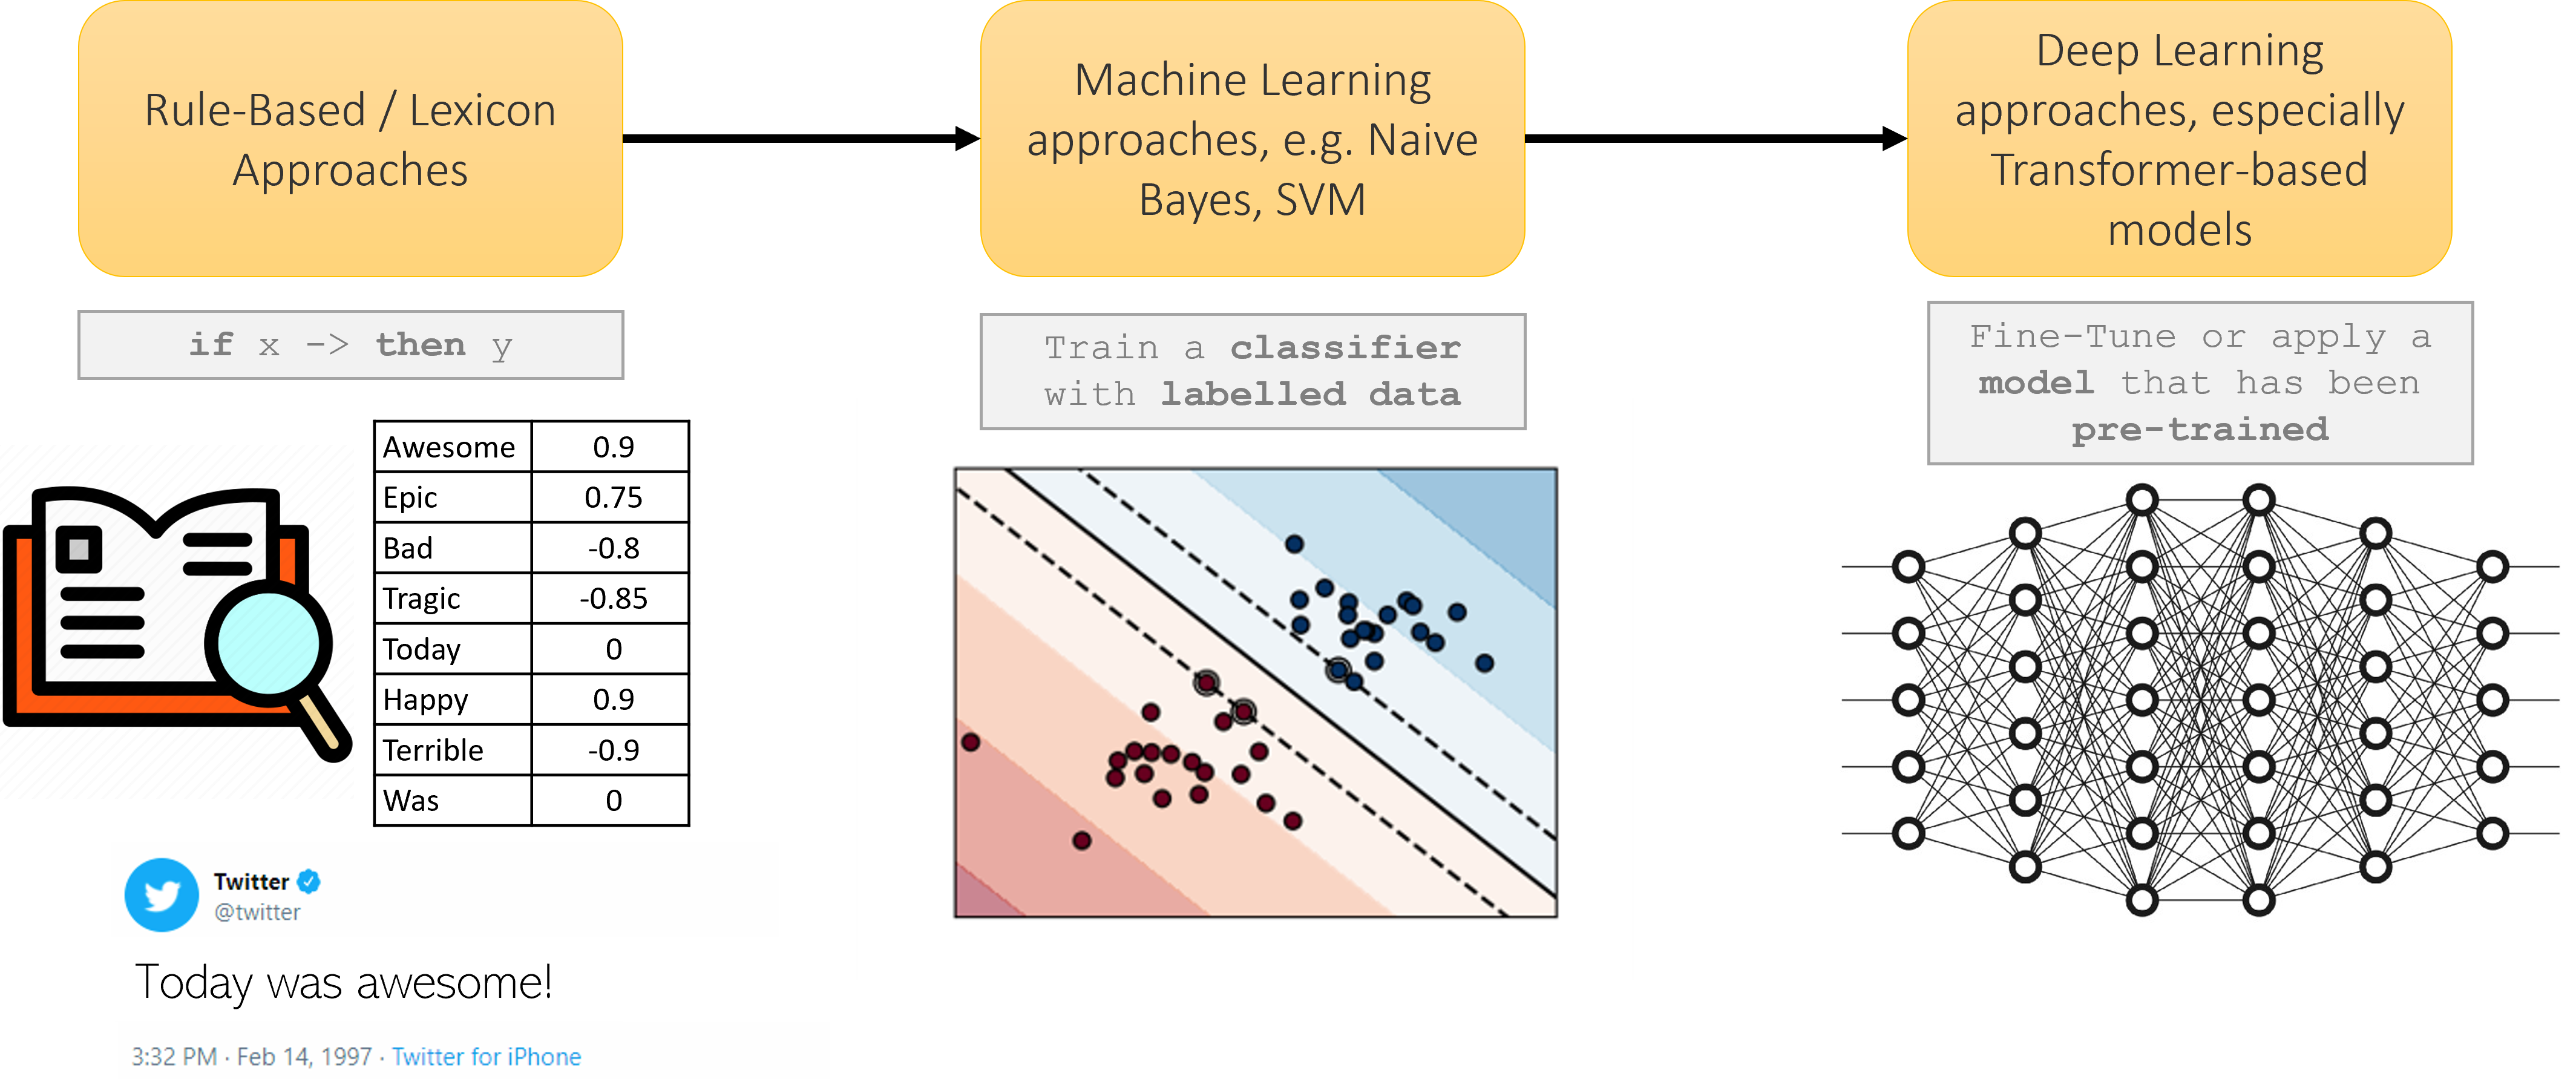 Rule-Based / Lexicon
Approaches
if x -> then y
Awesome 0.9
Epic 0.75
Bad -0.8
Tragic -0.85
Today 0
Happy 0.9
Terrible -0.9
Was 0
Twitter
@twitter
Today was awesome!
3:32 PM · Feb 14, 1997 · Twitter for iPhone
Machine Learning
approaches, e.g. Naive
Bayes, SVM
Train a classifier
with labelled data
Deep Learning
approaches, especially
Transformer-based
models
Fine-Tune or apply a
model that has been
pre-trained